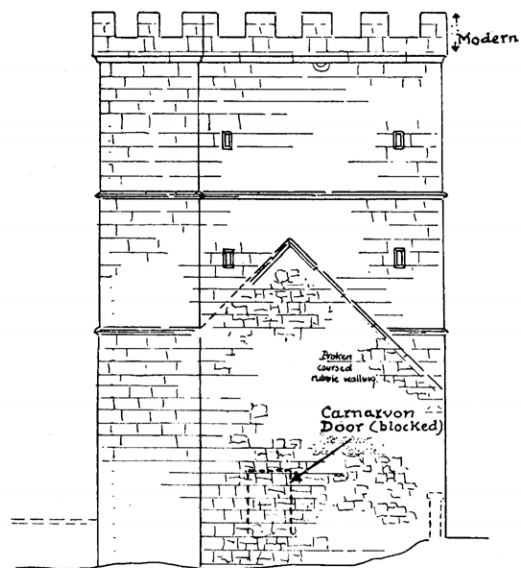 Modern
Broken
coursed
rubble walling
Carnarvon
Door (blocked)